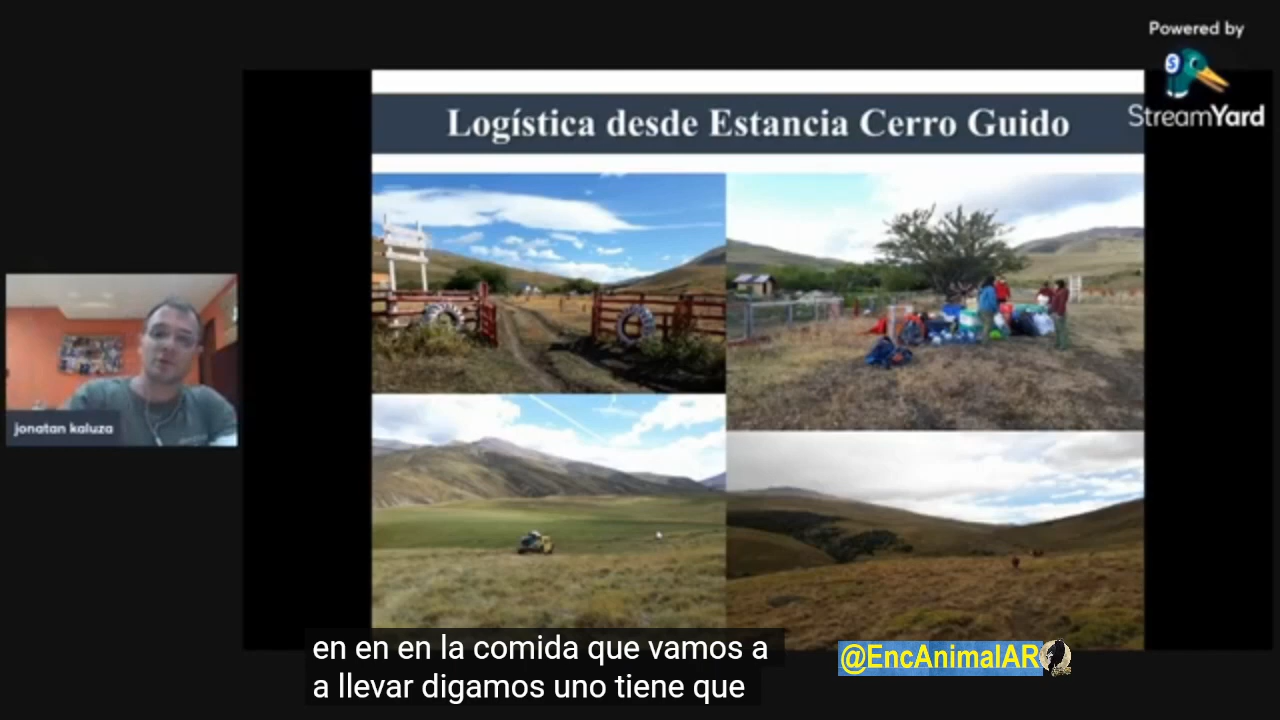 Powered by
StreamYard
Logística desde Estancia Cerro Guido
jonatan kaluza
en en en la comida que vamos a
a llevar digamos uno tiene que
@EncAnimalAR